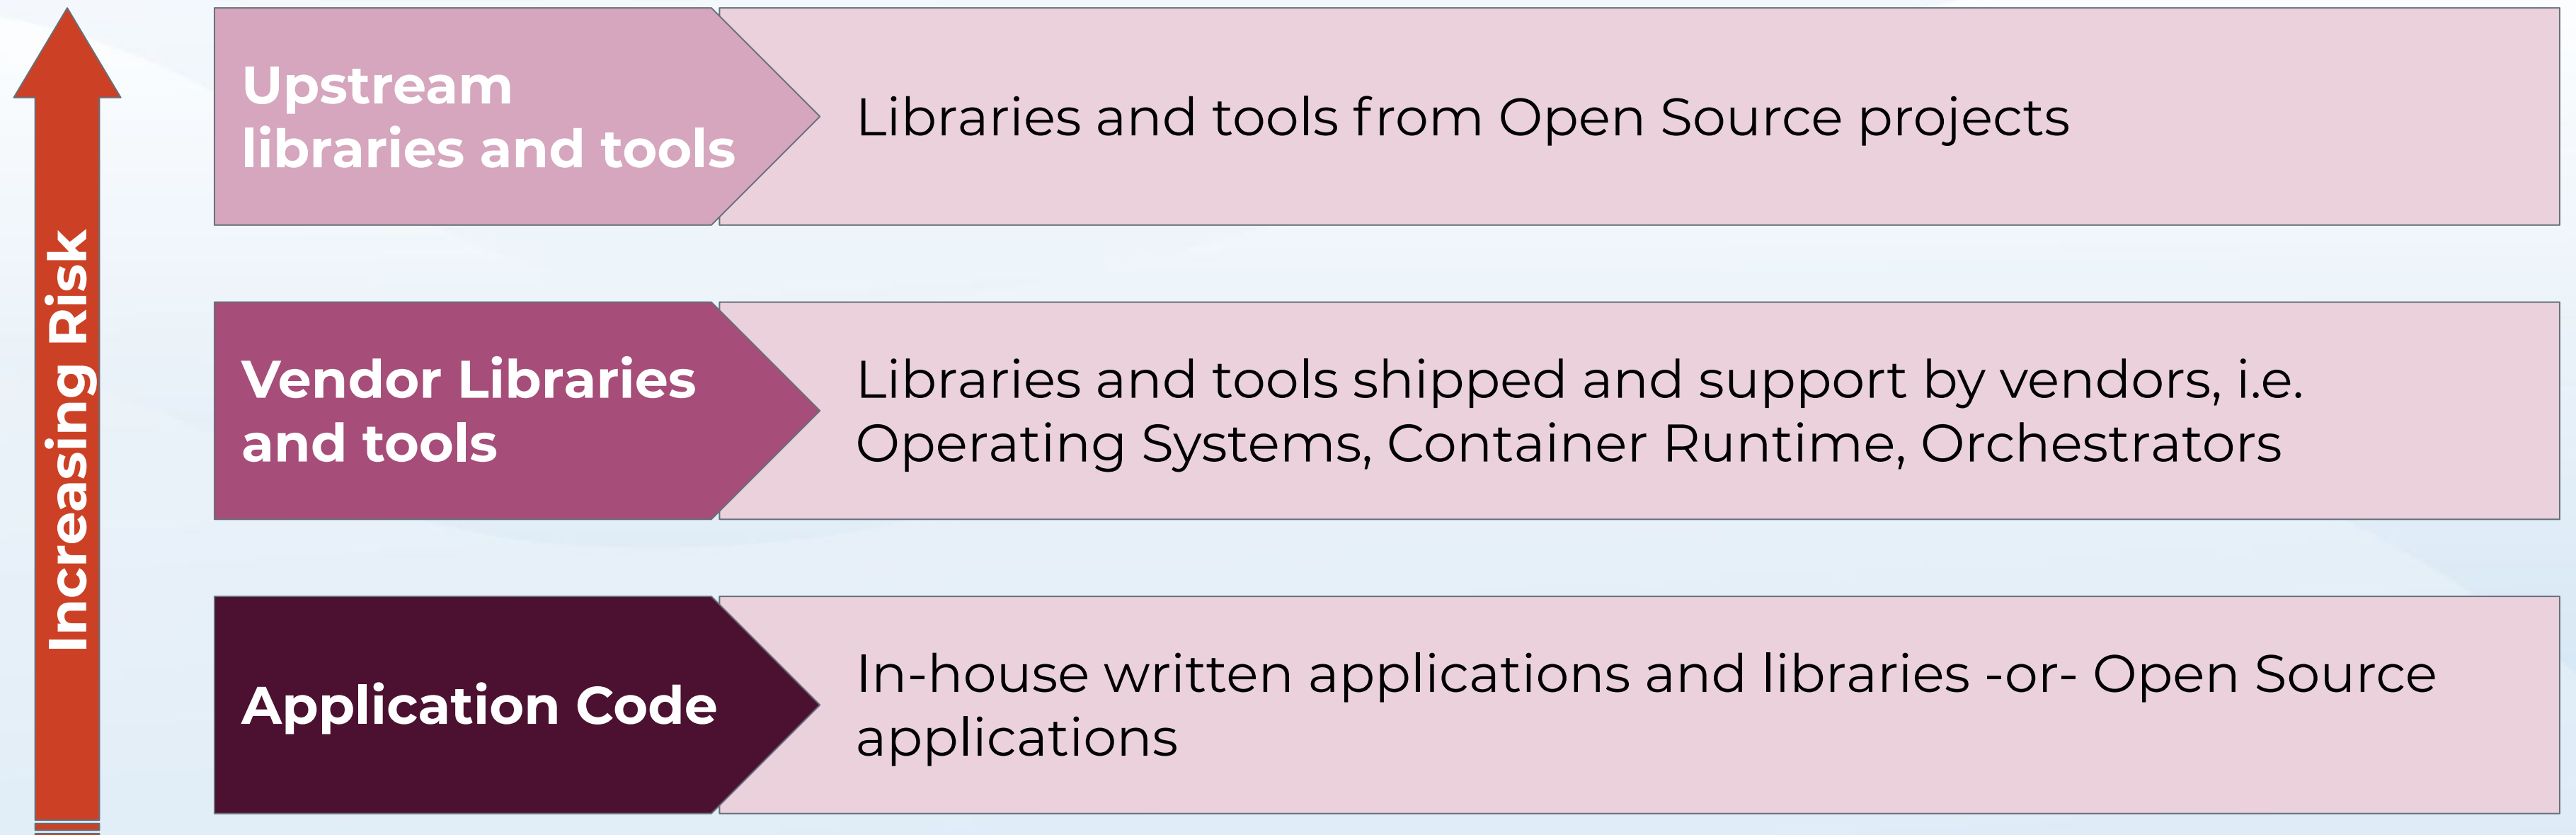 Increasing Risk
Upstream
libraries and tools
Libraries and tools from Open Source projects
Vendor Libraries
and tools
Libraries and tools shipped and support by vendors, i.e.
Operating Systems, Container Runtime, Orchestrators
Application Code
In-house written applications and libraries -or- Open Source
applications